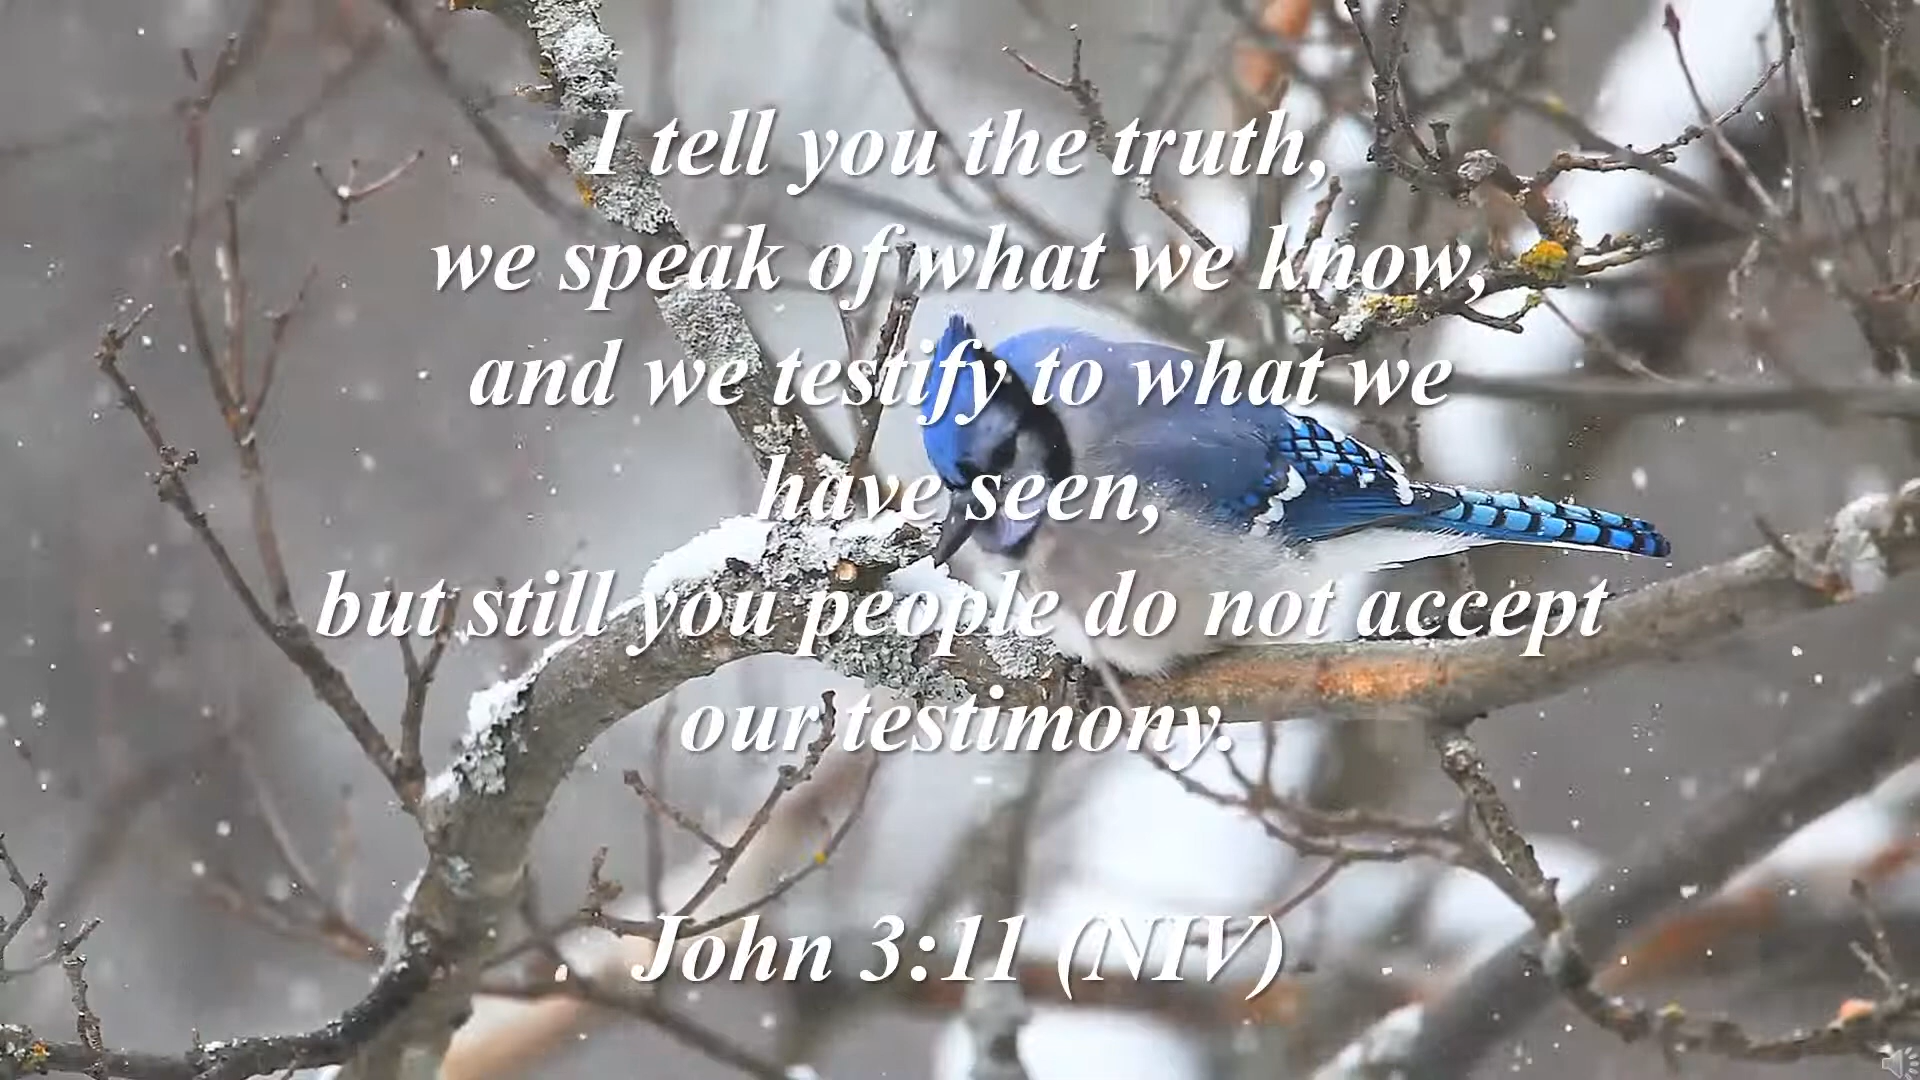 I tell you the truth,
we speak of what we know,
and we testify to what we
have seen,
but still you people do not accept
our testimony.
John 3:11 (NIV)